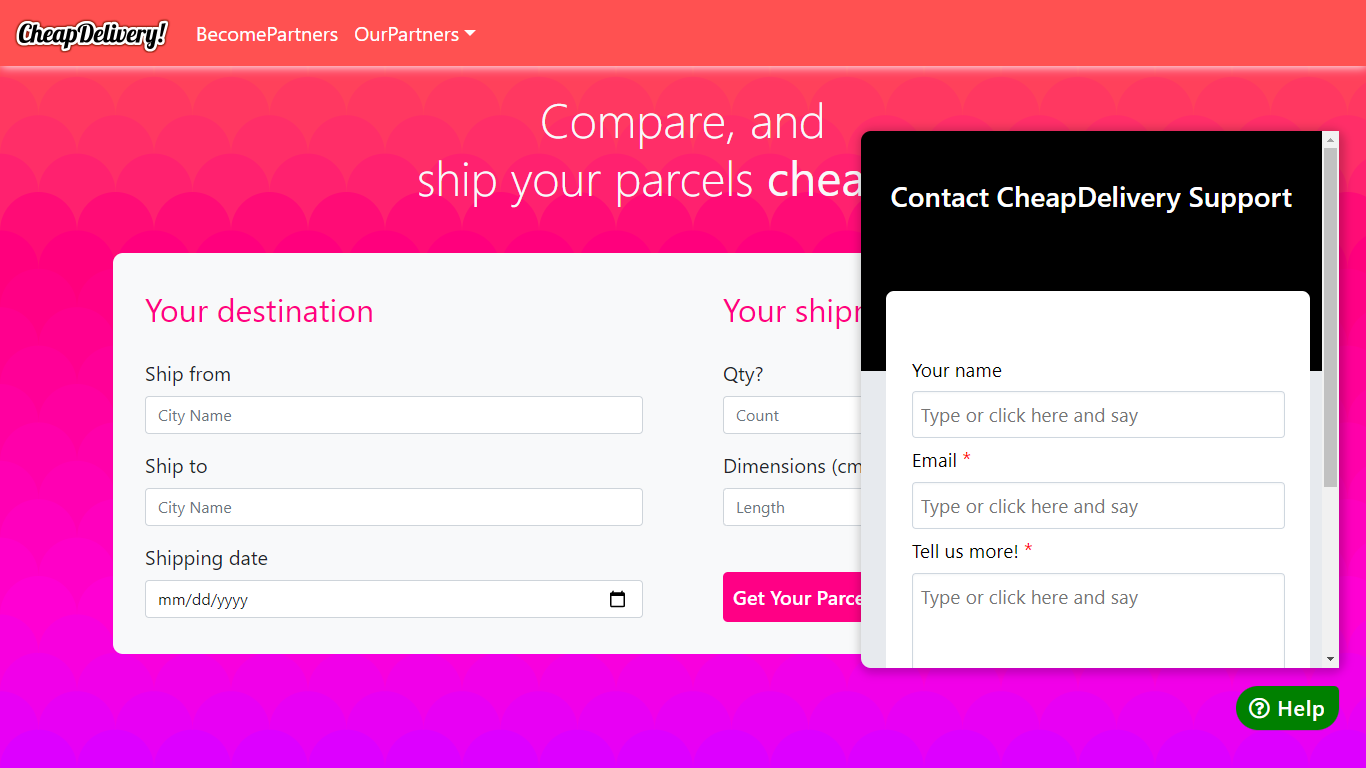 CheapDelivery!
BecomePartners
OurPartners
Compare, and
ship your parcels chea
Your destination
Ship from
City Name
Ship to
City Name
Shipping date
mm/dd/yyyy
Your ship
Qty?
Count
Dimensions (cm
Length
Get Your Parce
Contact CheapDelivery Support
Your name
Type or click here and say
Email *
Type or click here and say
Tell us more! *
Type or click here and say
Help